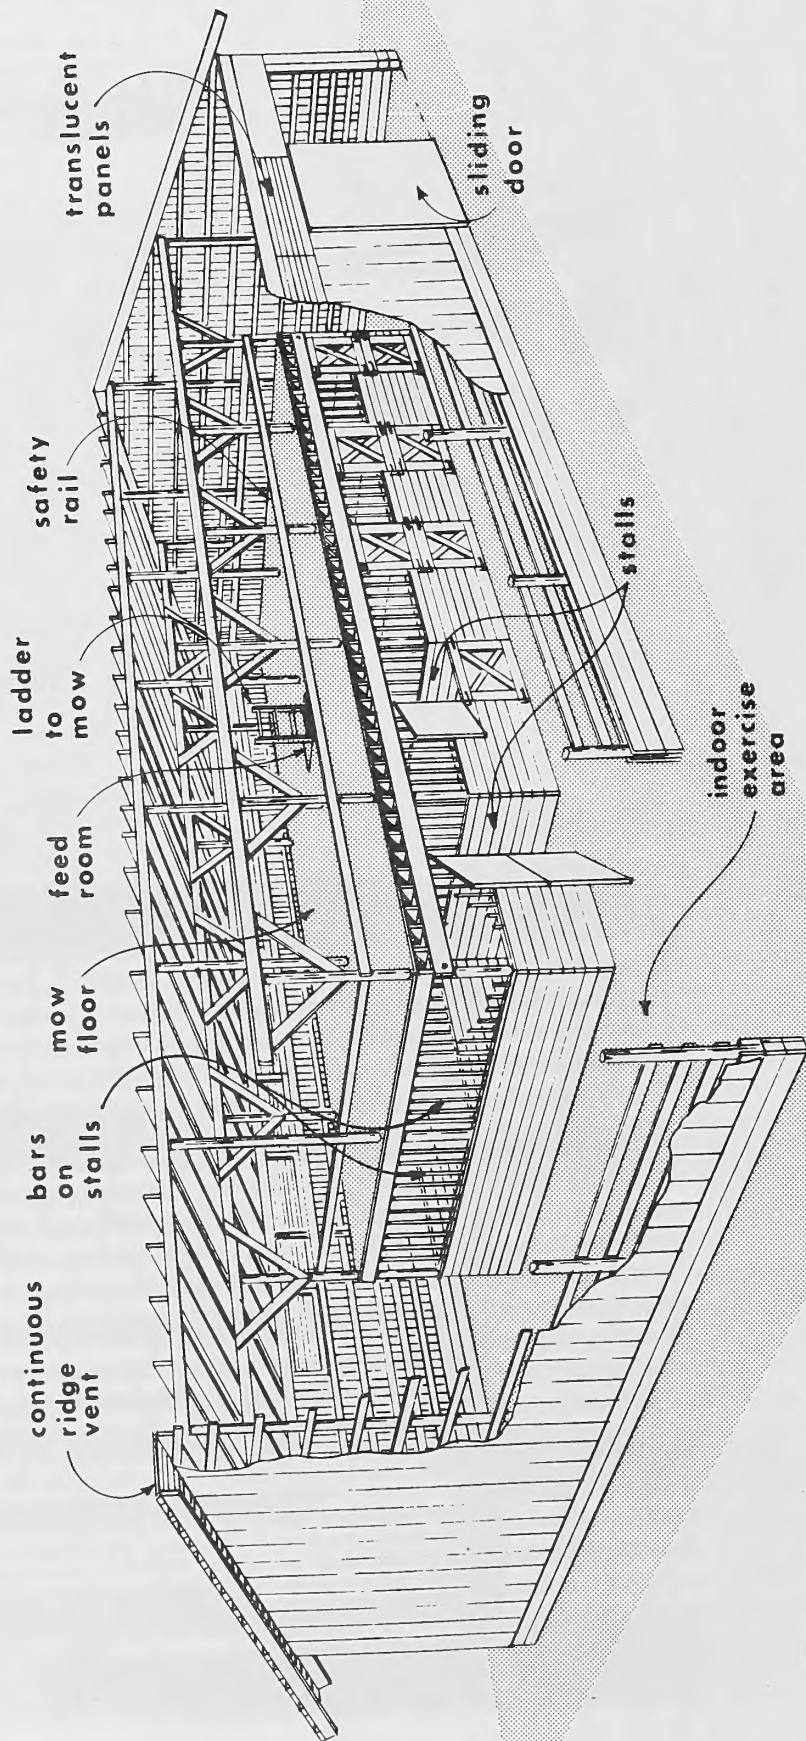 continuous
ridge
vent
bars
on
stalls
mow
floor
feed
room
ladder
to
mow
safety
rail
translucent
panels
sliding
door
stalls
indoor
exercise
area